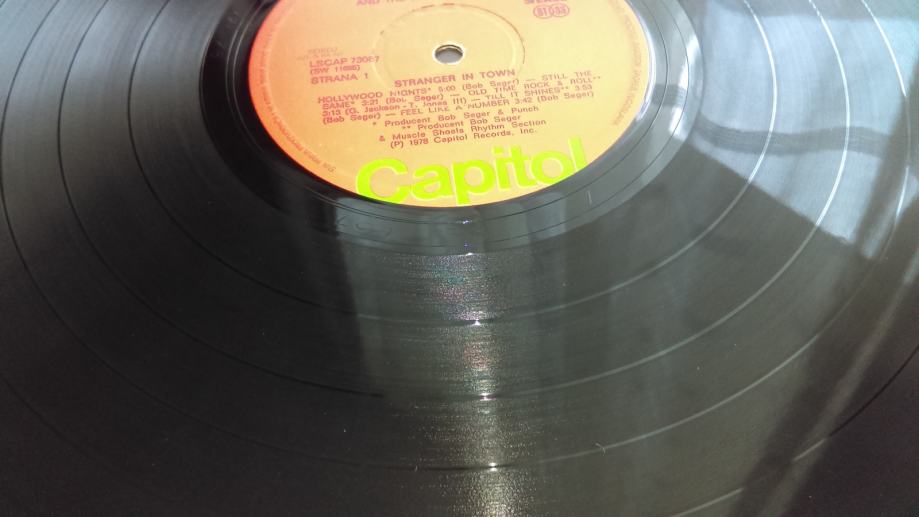 AND THE
LSCAP 73087
(SW 11698)
STRANA 1
STRANGER IN TOWN
HOLLYWOOD NIGHTS* 5:00 (Bob Seger) — STILL THE
SAME* 3:21 (Bob Seger) — OLD TIME ROCK & ROLL**
3:13 (G. Jackson - T. Jones III) — TILL IT SHINES** 3:53
(Bob Seger) — FEEL LIKE A NUMBER 3:42 (Bob Seger)
* Producent Bob Seger & Punch
** Producent Bob Seger
& Muscle Shoals Rhythm Section
(P) 1978 Capitol Records, Inc.
Capitol